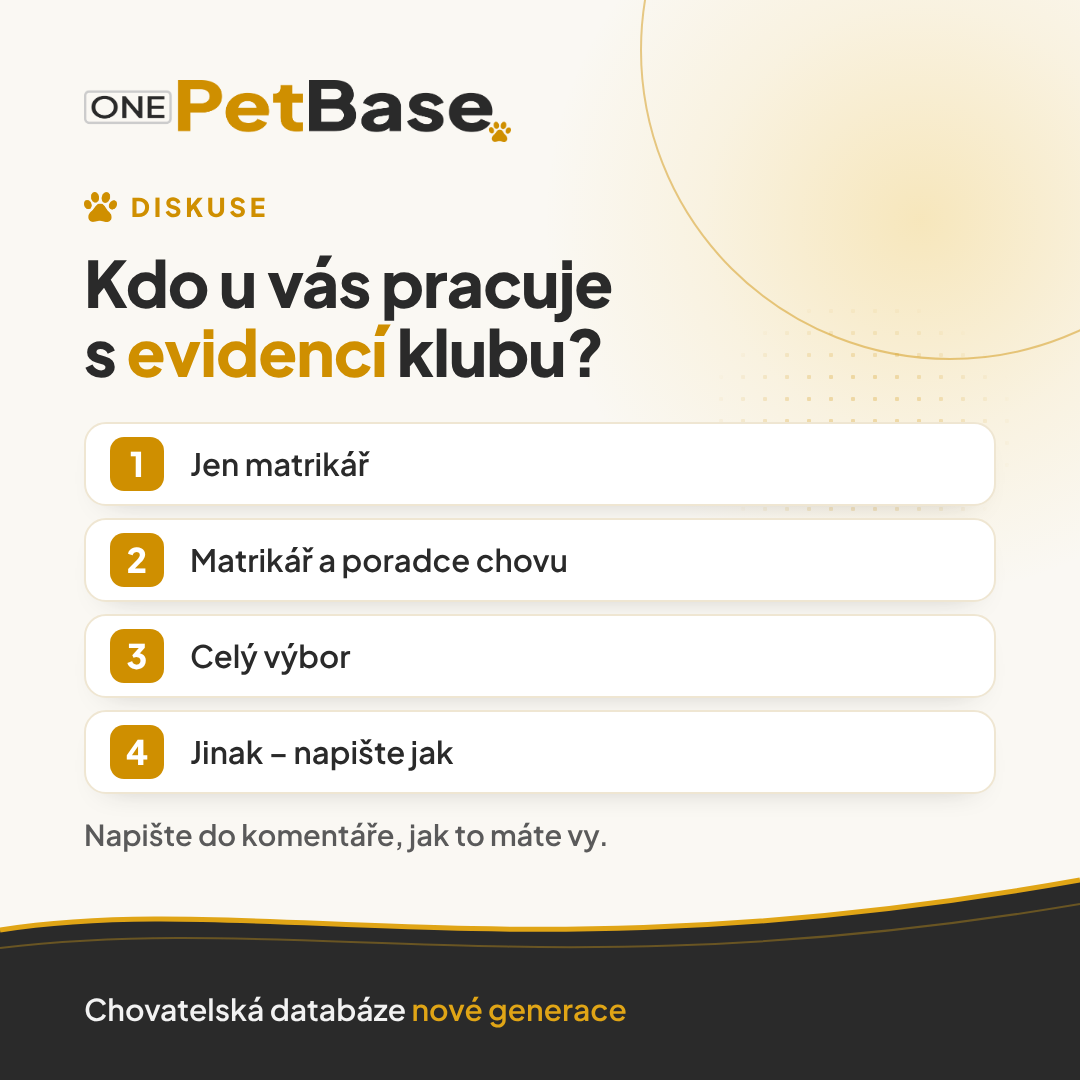 ONE PetBase
DISKUSE
Kdo u vás pracuje
s evidencí klubu?
1 Jen matrikář
2 Matrikář a poradce chovu
3 Celý výbor
4 Jinak – napište jak
Napište do komentáře, jak to máte vy.
Chovatelská databáze nové generace